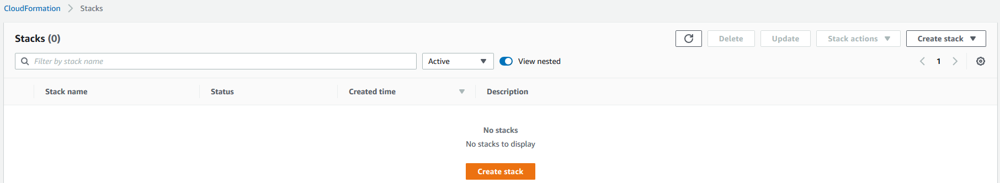 CloudFormation Stacks
Stacks (0) Delete Update Stack actions Create stack
Filter by stack name Active View nested 1
Stack name Status Created time Description
No stacks
No stacks to display
Create stack